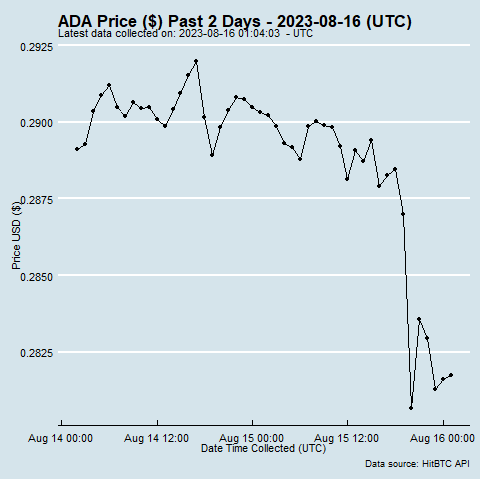 ADA Price ($) Past 2 Days - 2023-08-16 (UTC)
Latest data collected on: 2023-08-16 01:04:03  - UTC
0.2925
0.2900
0.2875
0.2850
0.2825
Price USD ($)
Aug 14 00:00 Aug 14 12:00 Aug 15 00:00 Aug 15 12:00 Aug 16 00:00
Date Time Collected (UTC)
Data source: HitBTC API